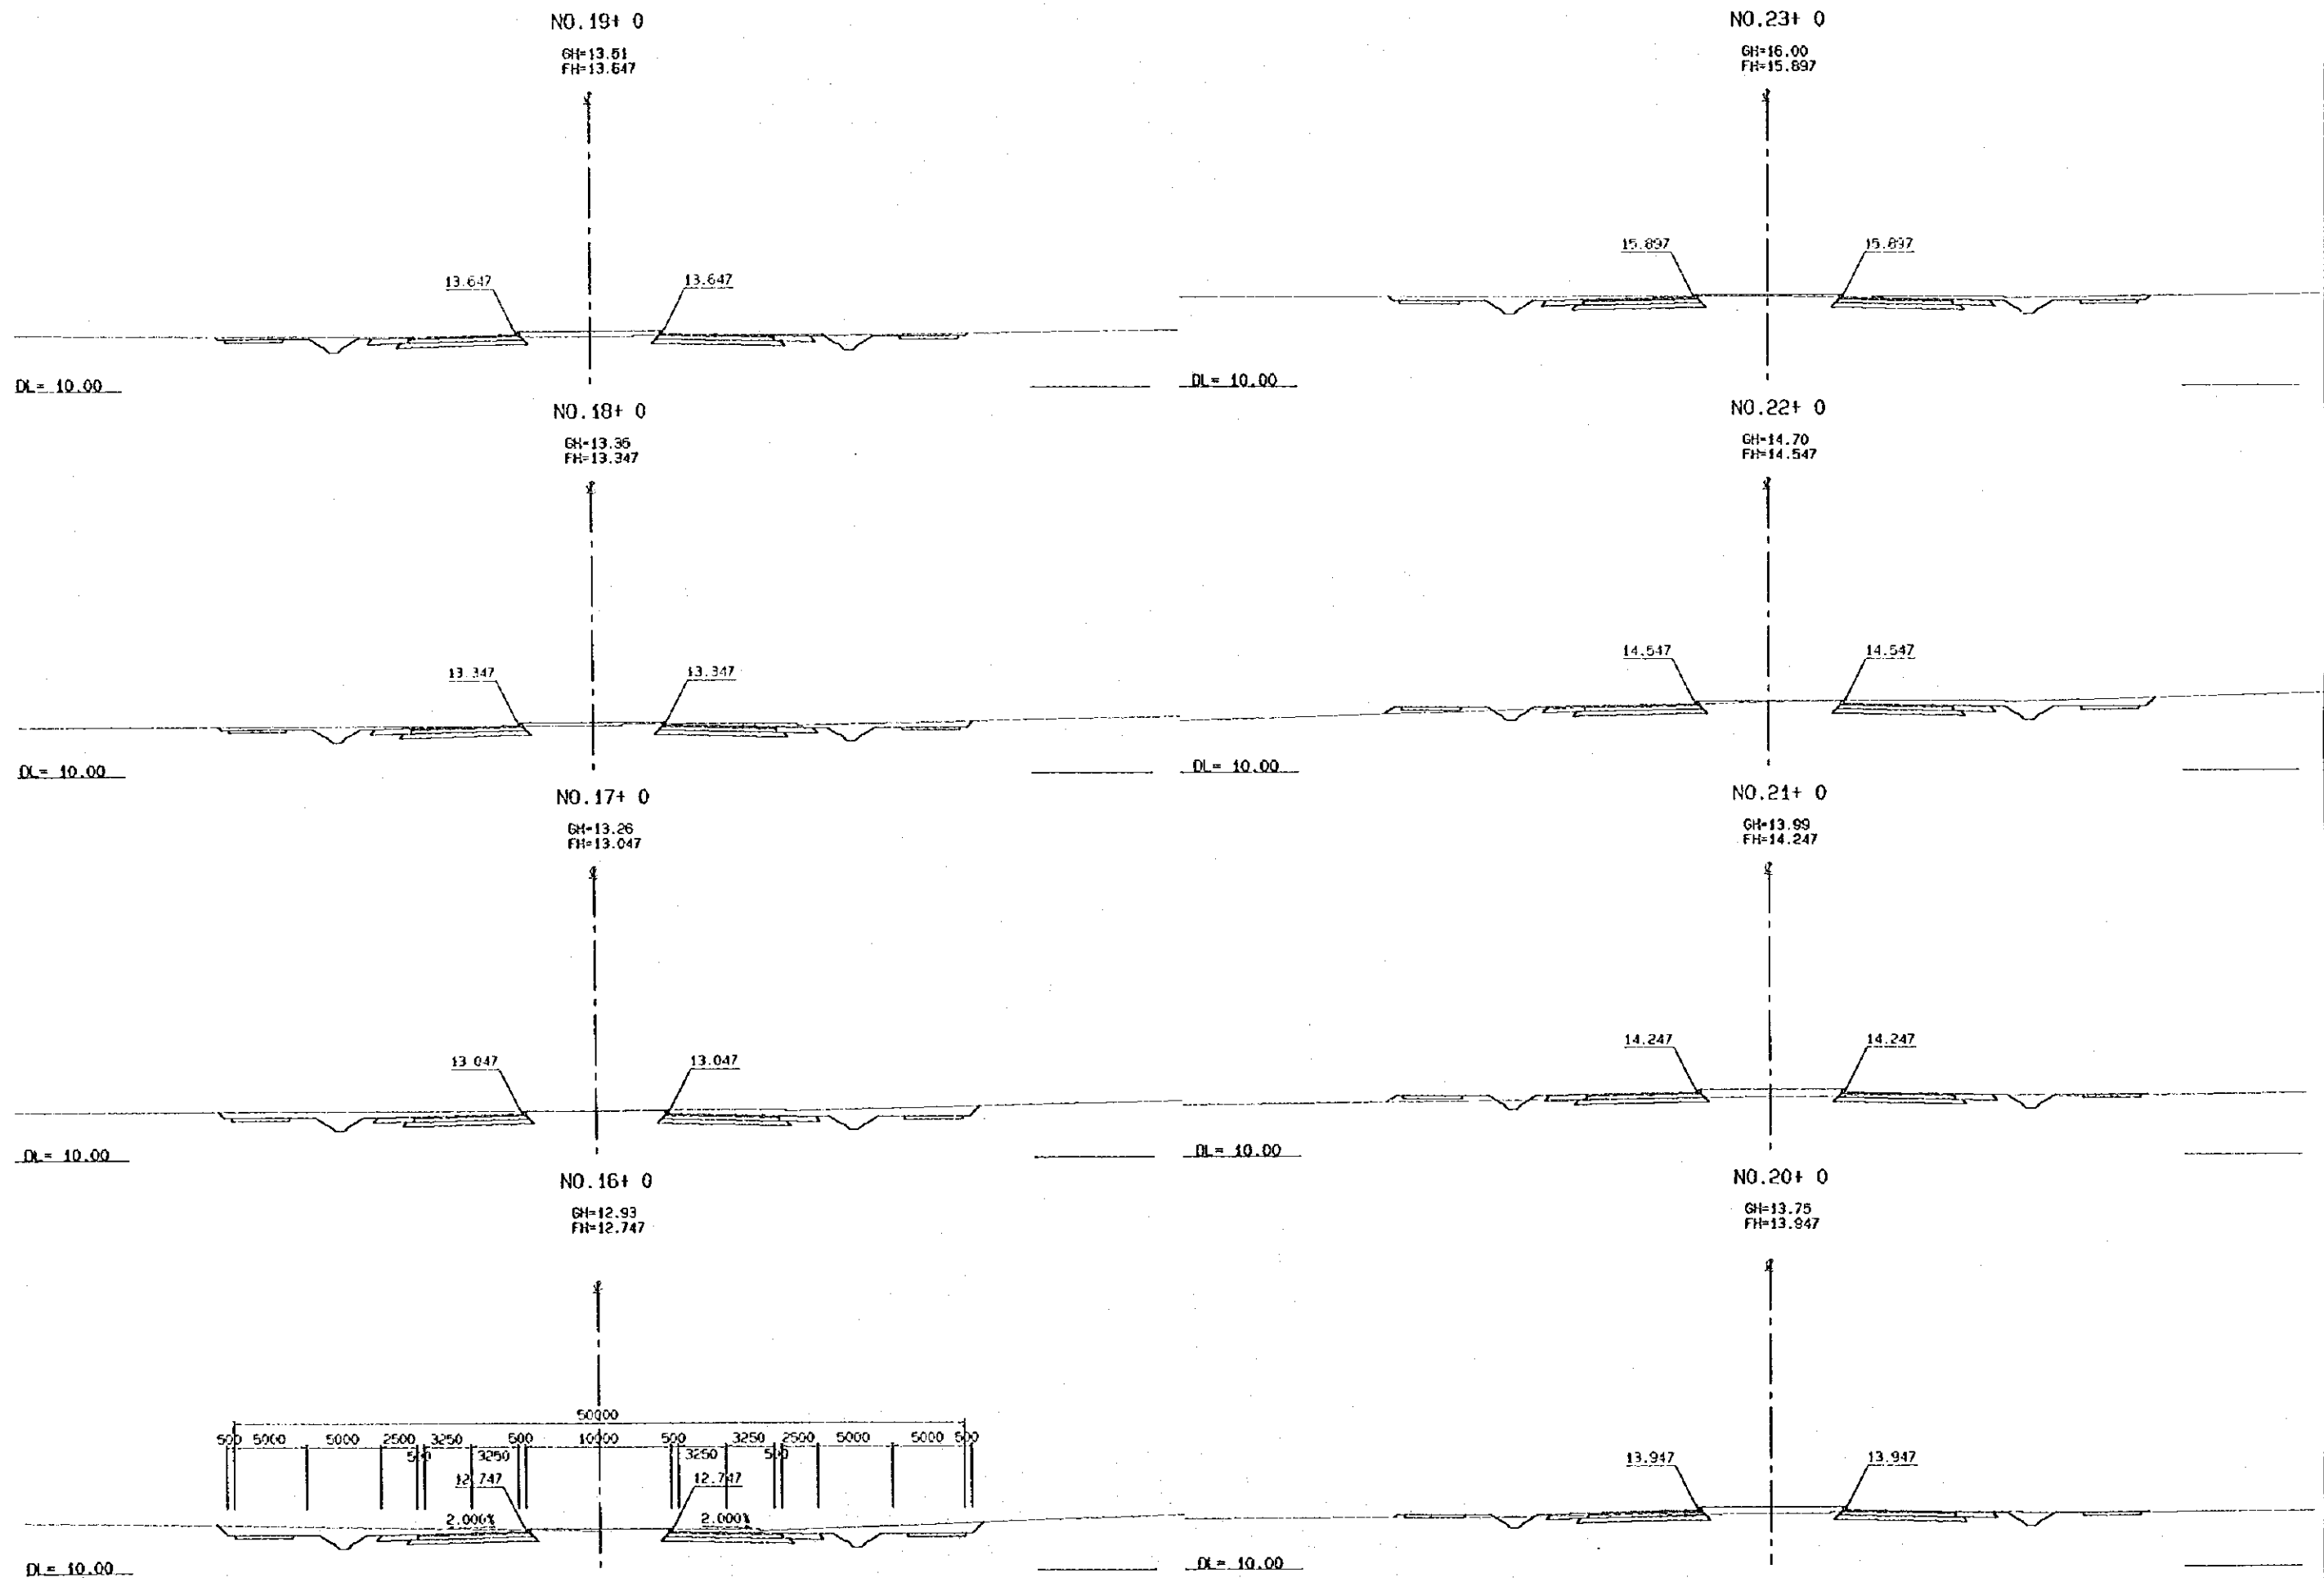 NO.19+ 0
GH=13.51
FH=13.647
13.647
13.647
DL= 10.00
NO.18+ 0
GH=13.35
FH=13.347
13.347
13.347
DL= 10.00
NO.17+ 0
GH=13.26
FH=13.047
13.047
13.047
DL= 10.00
NO.16+ 0
GH=12.93
FH=12.747
50000
500 5000 5000 2500 3250 500 10000 500 3250 2500 5000 5000 500
500 3250 3250 500
12.747 12.747
2.000% 2.000%
DL= 10.00
NO.23+ 0
GH=16.00
FH=15.897
15.897
15.897
DL= 10.00
NO.22+ 0
GH=14.70
FH=14.547
14.547
14.547
DL= 10.00
NO.21+ 0
GH=13.99
FH=14.247
14.247
14.247
DL= 10.00
NO.20+ 0
GH=13.75
FH=13.947
13.947
13.947
DL= 10.00